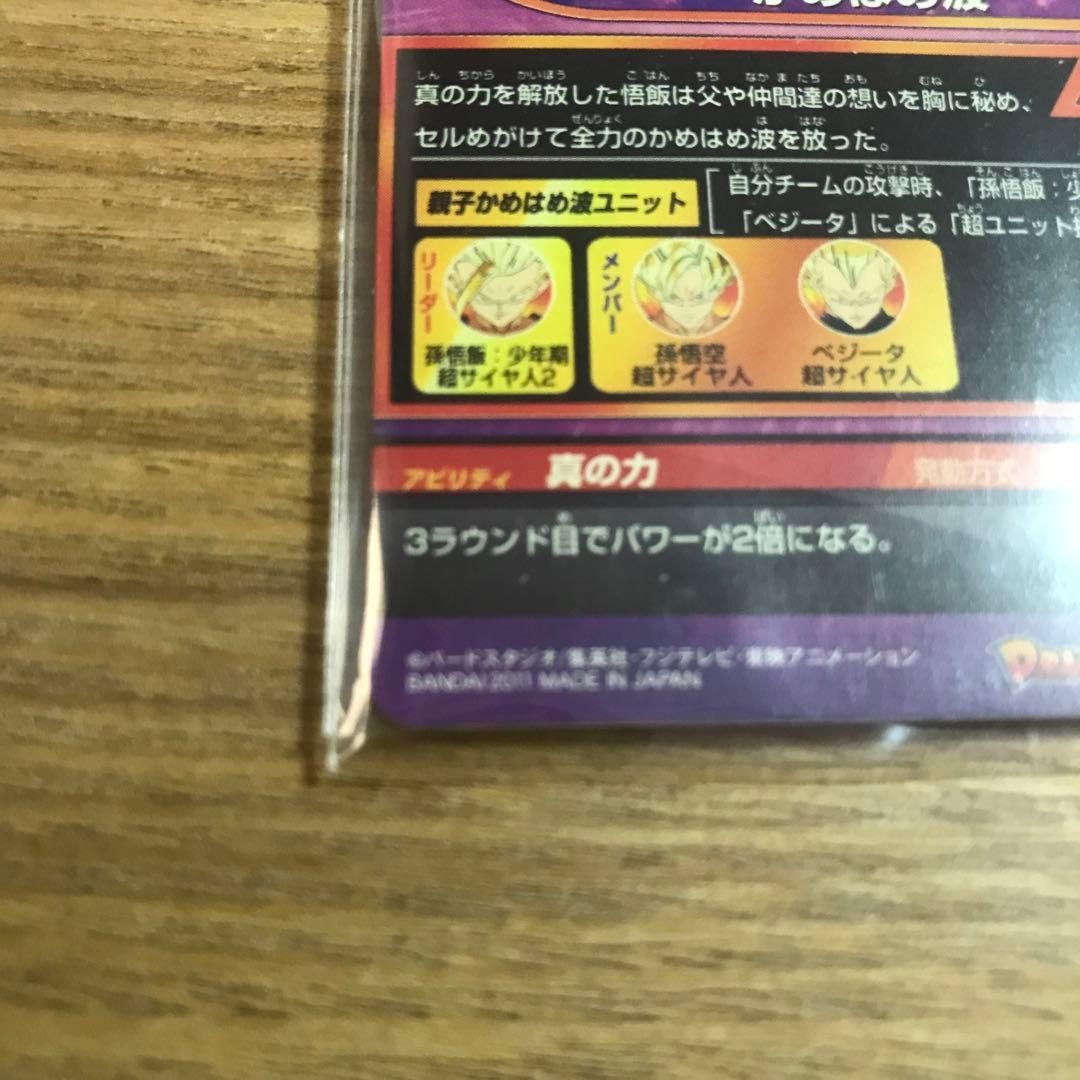 かめはめ波
真の力を解放した悟飯は父や仲間達の想いを胸に秘め、
セルめがけて全力のかめはめ波を放った。
親子かめはめ波ユニット
自分チームの攻撃時、「孫悟飯:少
「ベジータ」による「超ユニット
リーダー
孫悟飯:少年期
超サイヤ人2
メンバー
孫悟空
超サイヤ人
ベジータ
超サイヤ人
アビリティ 真の力 発動方式
3ラウンド目でパワーが2倍になる。
©バードスタジオ/集英社・フジテレビ・東映アニメーション
BANDAI 2011 MADE IN JAPAN